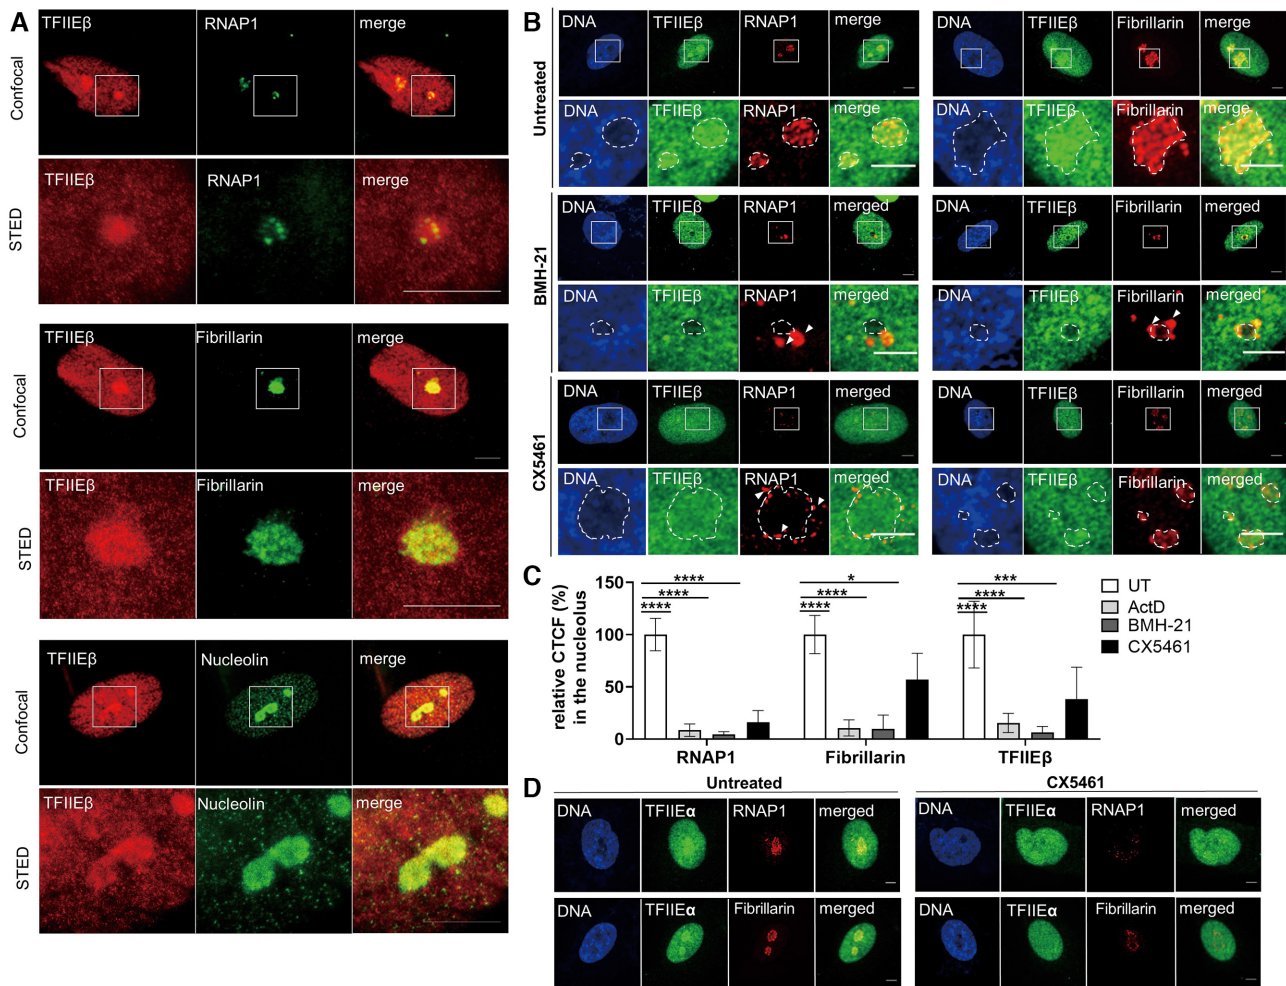 A
TFIIEβ RNAP1 merge
Confocal
TFIIEβ RNAP1 merge
STED
TFIIEβ Fibrillarin merge
Confocal
TFIIEβ Fibrillarin merge
STED
TFIIEβ Nucleolin merge
Confocal
TFIIEβ Nucleolin merge
STED
B
Untreated
DNA TFIIEβ RNAP1 merge DNA TFIIEβ Fibrillarin merge
DNA TFIIEβ RNAP1 merge DNA TFIIEβ Fibrillarin merge
BMH-21
DNA TFIIEβ RNAP1 merged DNA TFIIEβ Fibrillarin merged
DNA TFIIEβ RNAP1 merged DNA TFIIEβ Fibrillarin merged
CX5461
DNA TFIIEβ RNAP1 merged DNA TFIIEβ Fibrillarin merged
DNA TFIIEβ RNAP1 merged DNA TFIIEβ Fibrillarin merged
C
relative CTCF (%)
in the nucleolus
150
100
50
0
**** * ***
**** **** ****
**** **** ****
RNAP1 Fibrillarin TFIIEβ
UT
ActD
BMH-21
CX5461
D
Untreated CX5461
DNA TFIIEα RNAP1 merged DNA TFIIEα RNAP1 merged
DNA TFIIEα Fibrillarin merged DNA TFIIEα Fibrillarin merged